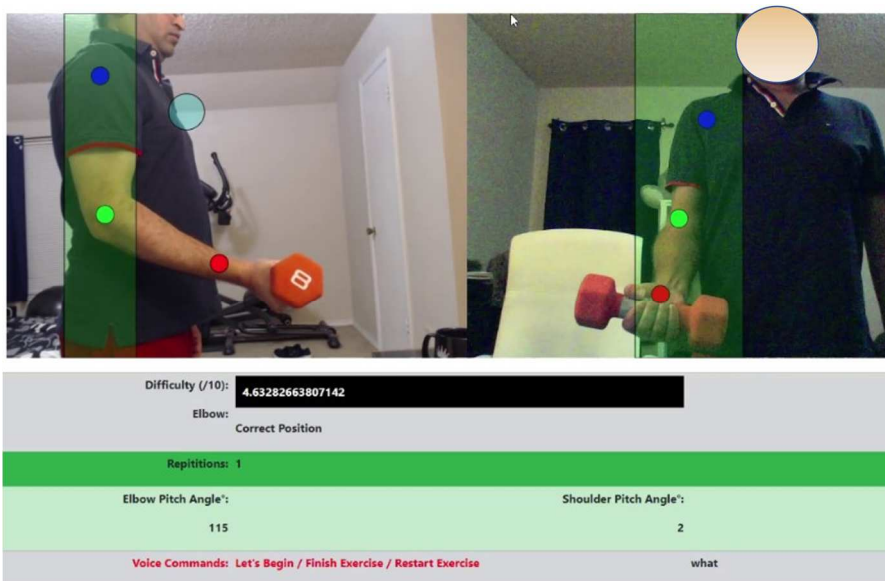 8
Difficulty (/10): 4.63282663807142
Elbow:
Correct Position
Repititions: 1
Elbow Pitch Angle°: Shoulder Pitch Angle°:
115 2
Voice Commands: Let's Begin / Finish Exercise / Restart Exercise what